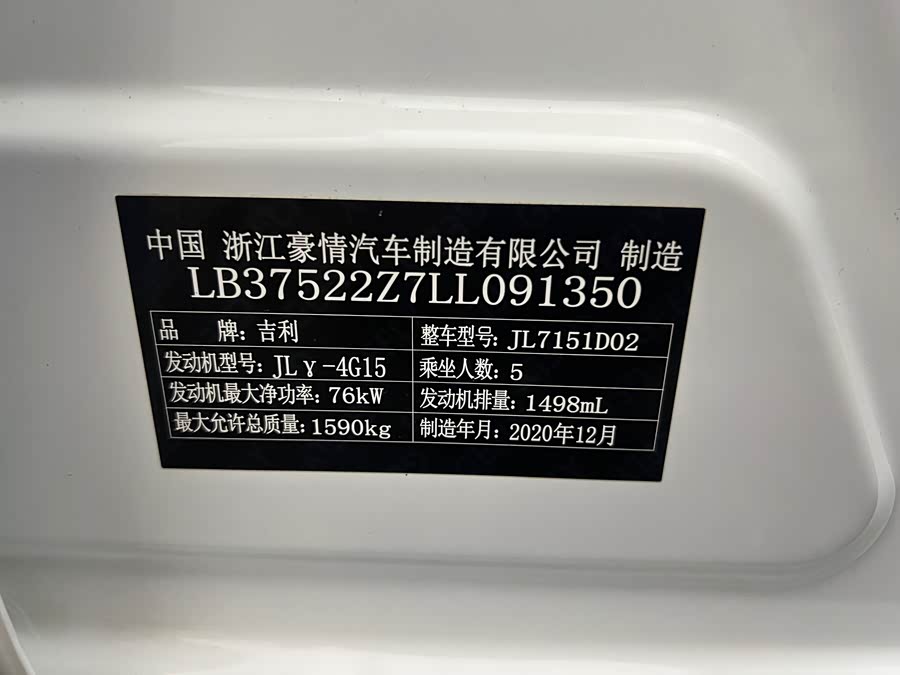 中国 浙江豪情汽车制造有限公司 制造
LB37522Z7LL091350
品 牌: 吉利 整车型号: JL7151D02
发动机型号: JLγ-4G15 乘坐人数: 5
发动机最大净功率: 76kW 发动机排量: 1498mL
最大允许总质量: 1590kg 制造年月: 2020年12月